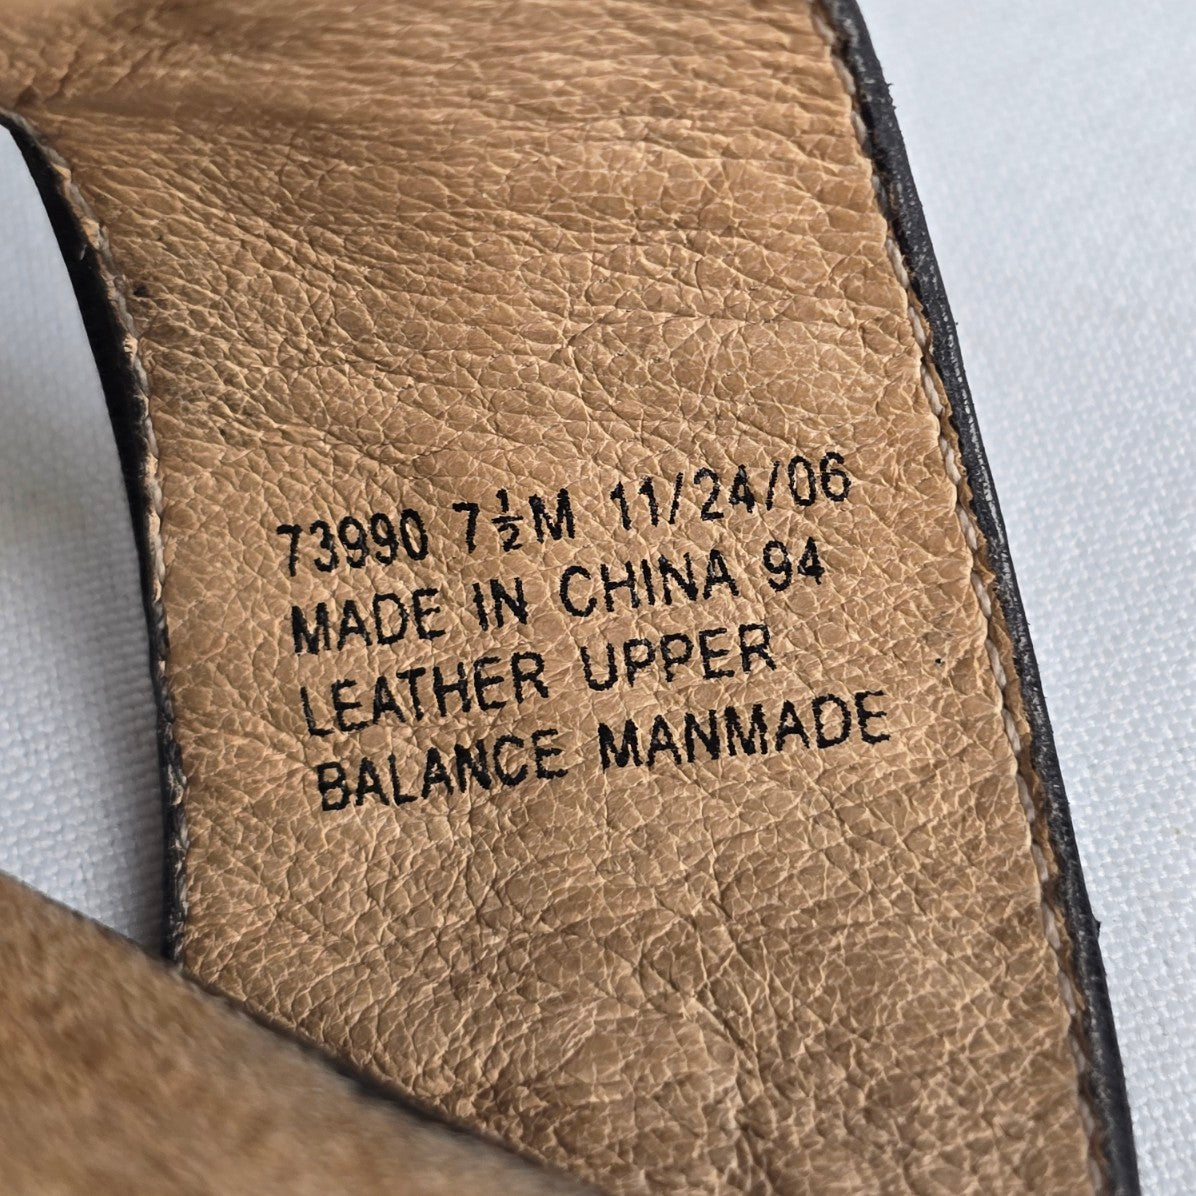 73990 7½M 11/24/06
MADE IN CHINA 94
LEATHER UPPER
BALANCE MANMADE